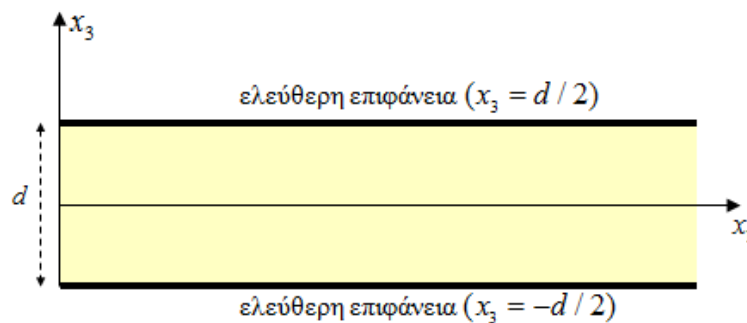 x₃
ελεύθερη επιφάνεια (x₃ = d / 2)
d
x
ελεύθερη επιφάνεια (x₃ = −d / 2)